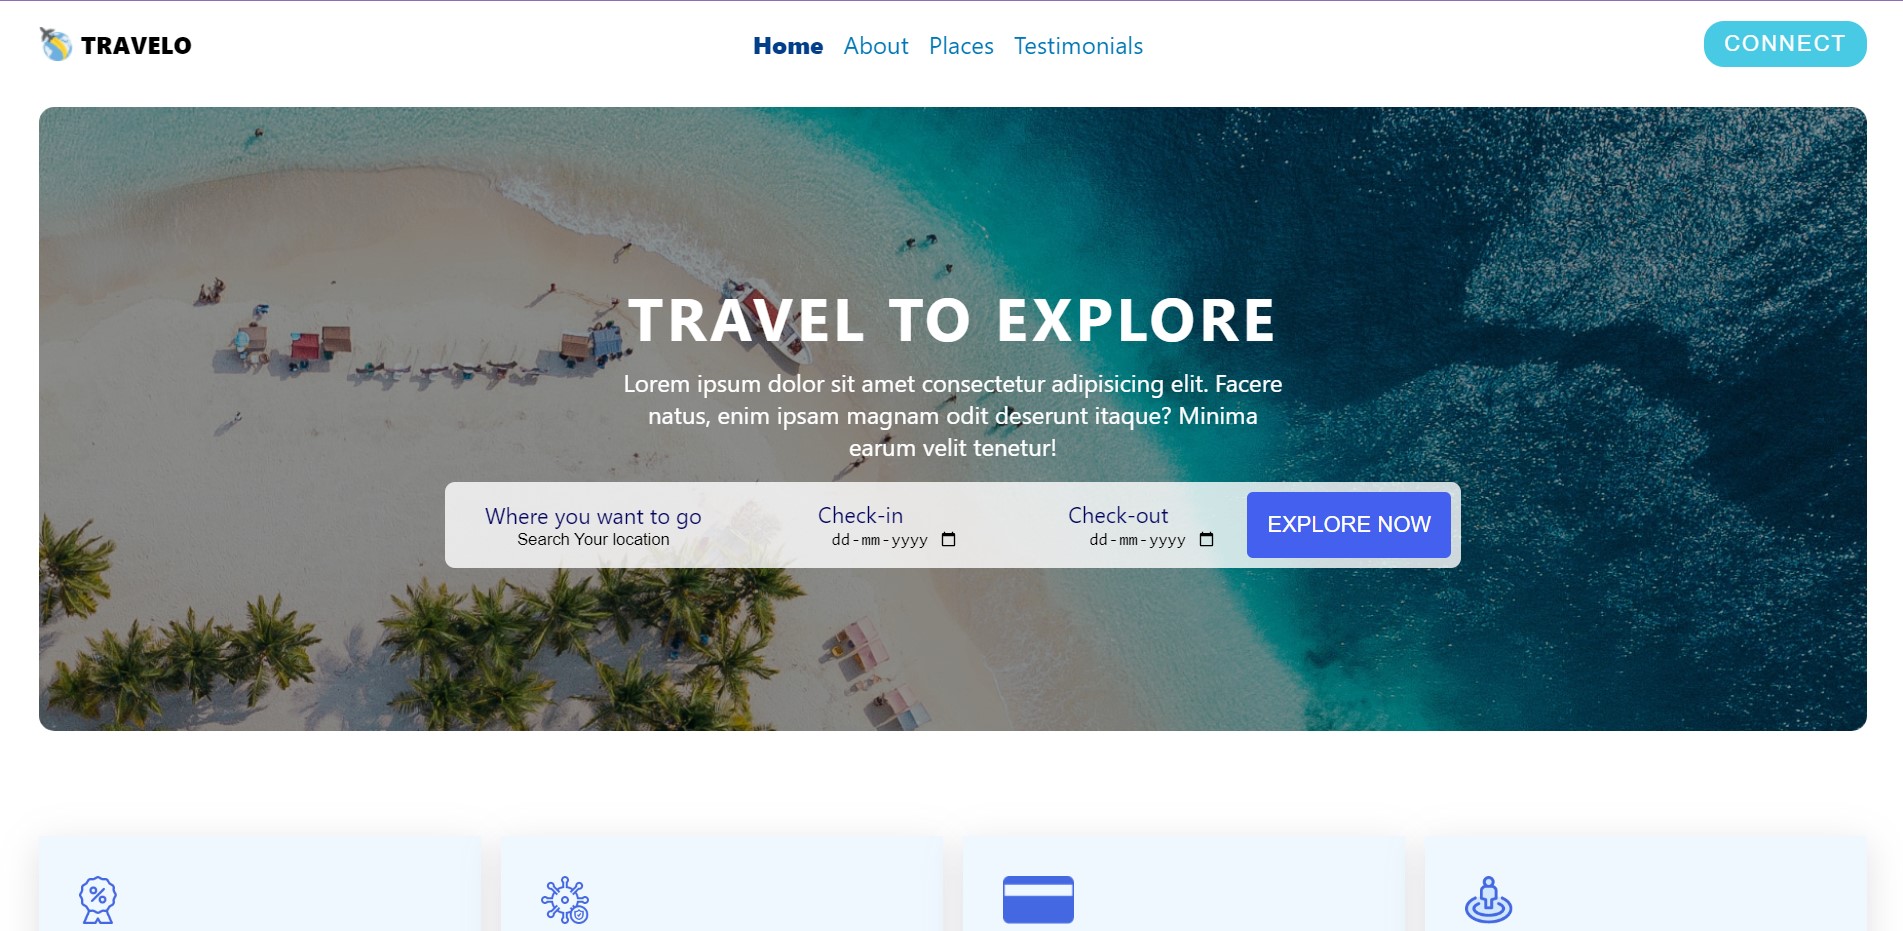 TRAVELO
Home About Places Testimonials
CONNECT
TRAVEL TO EXPLORE
Lorem ipsum dolor sit amet consectetur adipisicing elit. Facere
natus, enim ipsam magnam odit deserunt itaque? Minima
earum velit tenetur!
Where you want to go
Search Your location
Check-in
dd-mm-yyyy
Check-out
dd-mm-yyyy
EXPLORE NOW
%